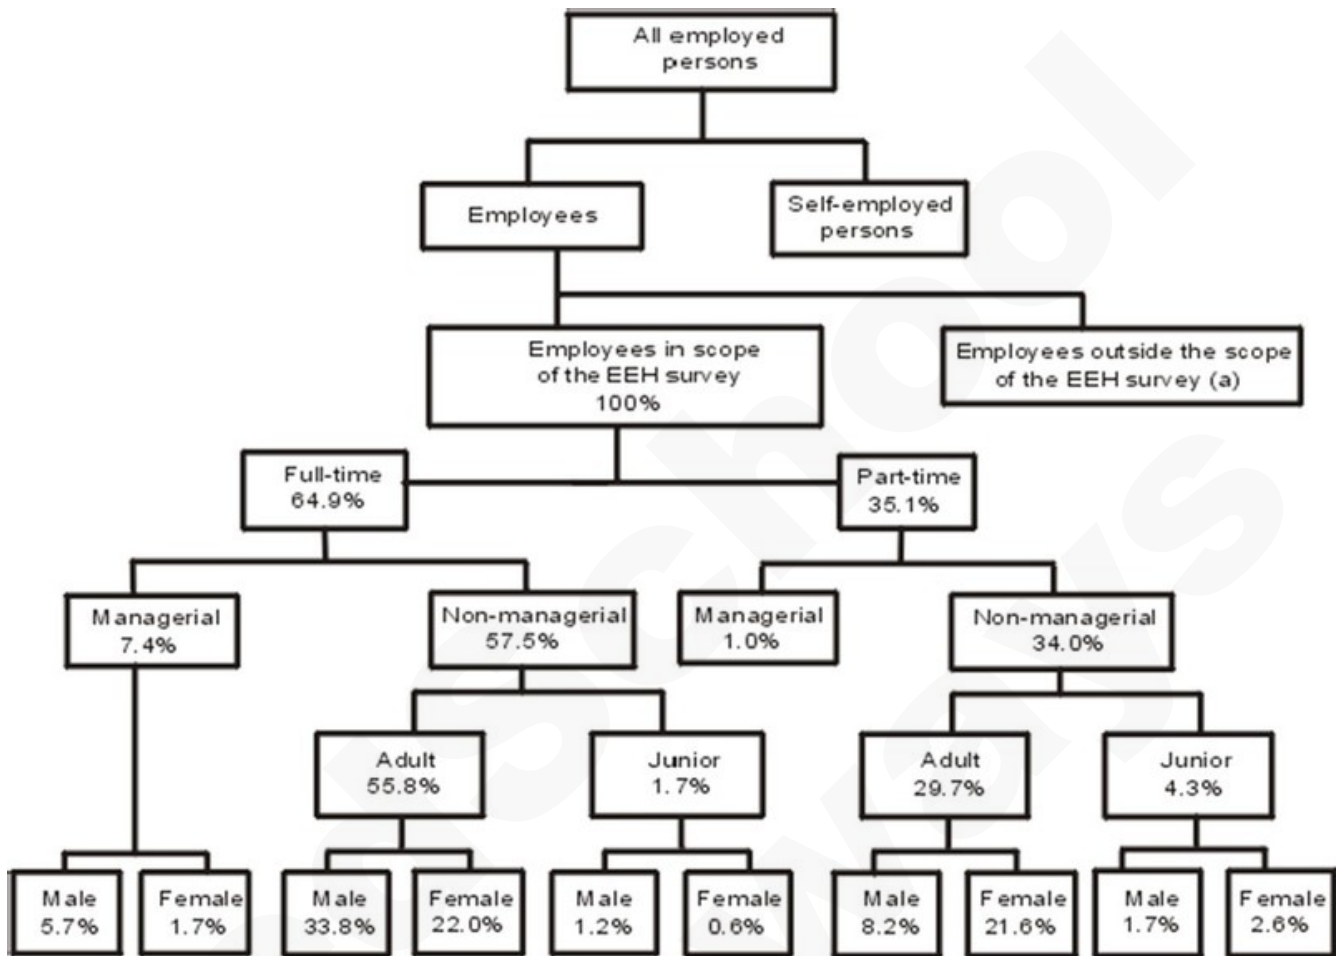 All employed
persons
Employees
Self-employed
persons
Employees in scope
of the EEH survey
100%
Employees outside the scope
of the EEH survey (a)
Full-time
64.9%
Part-time
35.1%
Managerial
7.4%
Non-managerial
57.5%
Managerial
1.0%
Non-managerial
34.0%
Adult
55.8%
Junior
1.7%
Adult
29.7%
Junior
4.3%
Male
5.7%
Female
1.7%
Male
33.8%
Female
22.0%
Male
1.2%
Female
0.6%
Male
8.2%
Female
21.6%
Male
1.7%
Female
2.6%